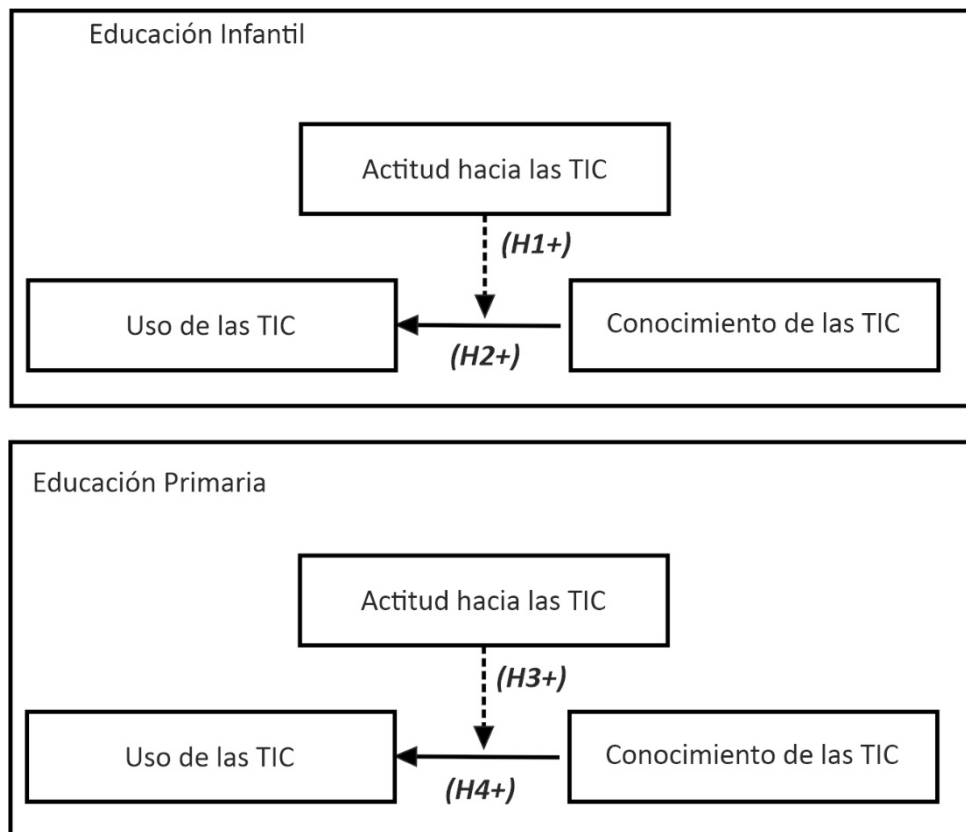 Educación Infantil
Actitud hacia las TIC
(H1+)
Uso de las TIC
Conocimiento de las TIC
(H2+)
Educación Primaria
Actitud hacia las TIC
(H3+)
Uso de las TIC
Conocimiento de las TIC
(H4+)